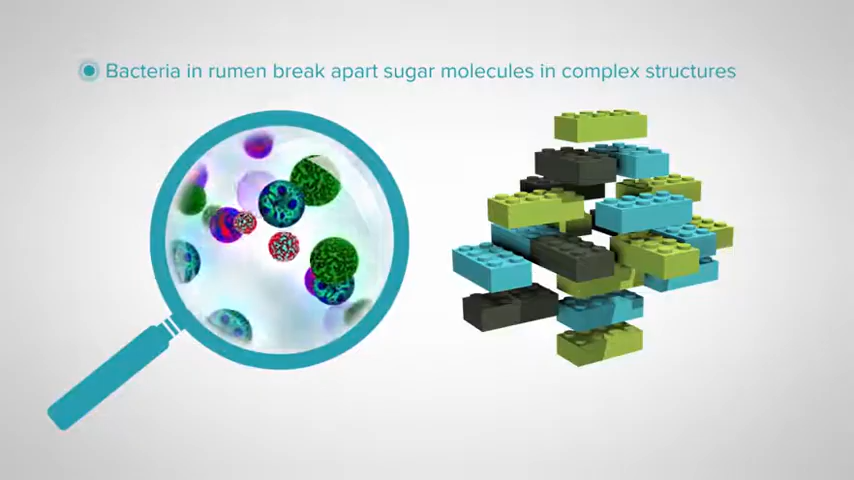 Bacteria in rumen break apart sugar molecules in complex structures